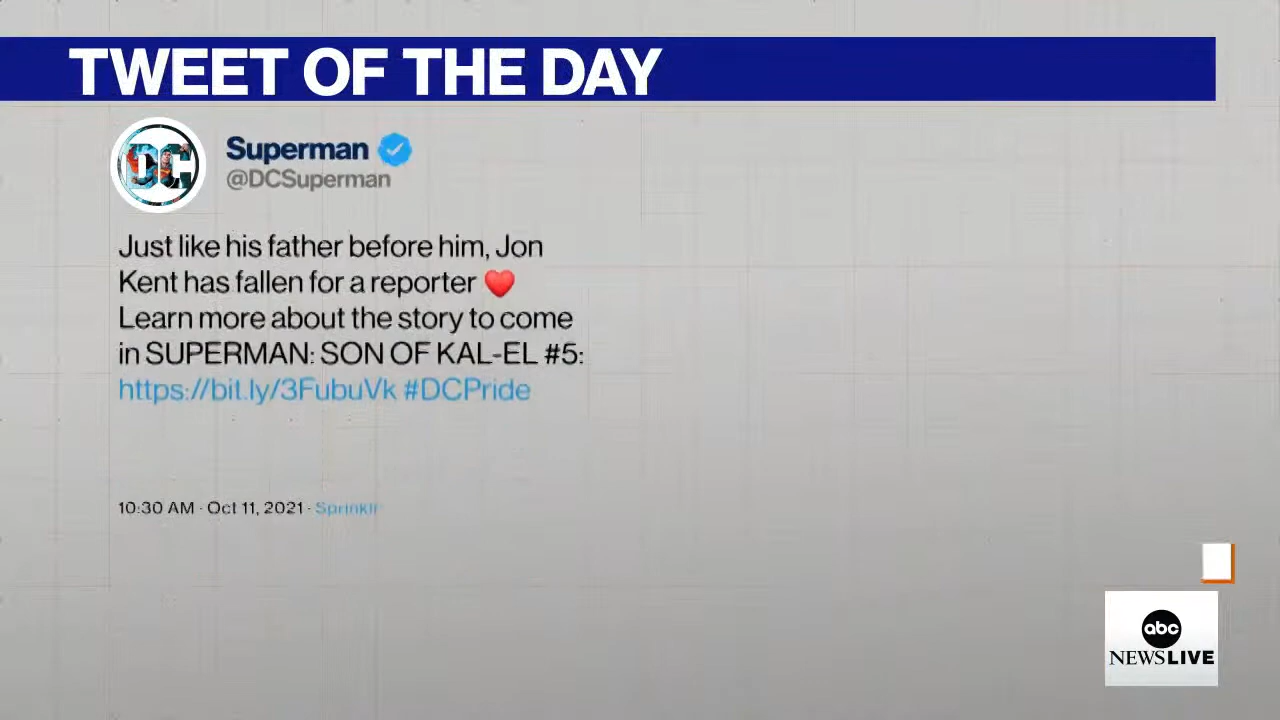 TWEET OF THE DAY
DC
Superman
@DCSuperman
Just like his father before him, Jon
Kent has fallen for a reporter ❤️
Learn more about the story to come
in SUPERMAN: SON OF KAL-EL #5:
https://bit.ly/3FubuVk #DCPride
10:30 AM · Oct 11, 2021 · Sprinklr
abc
NEWSLIVE